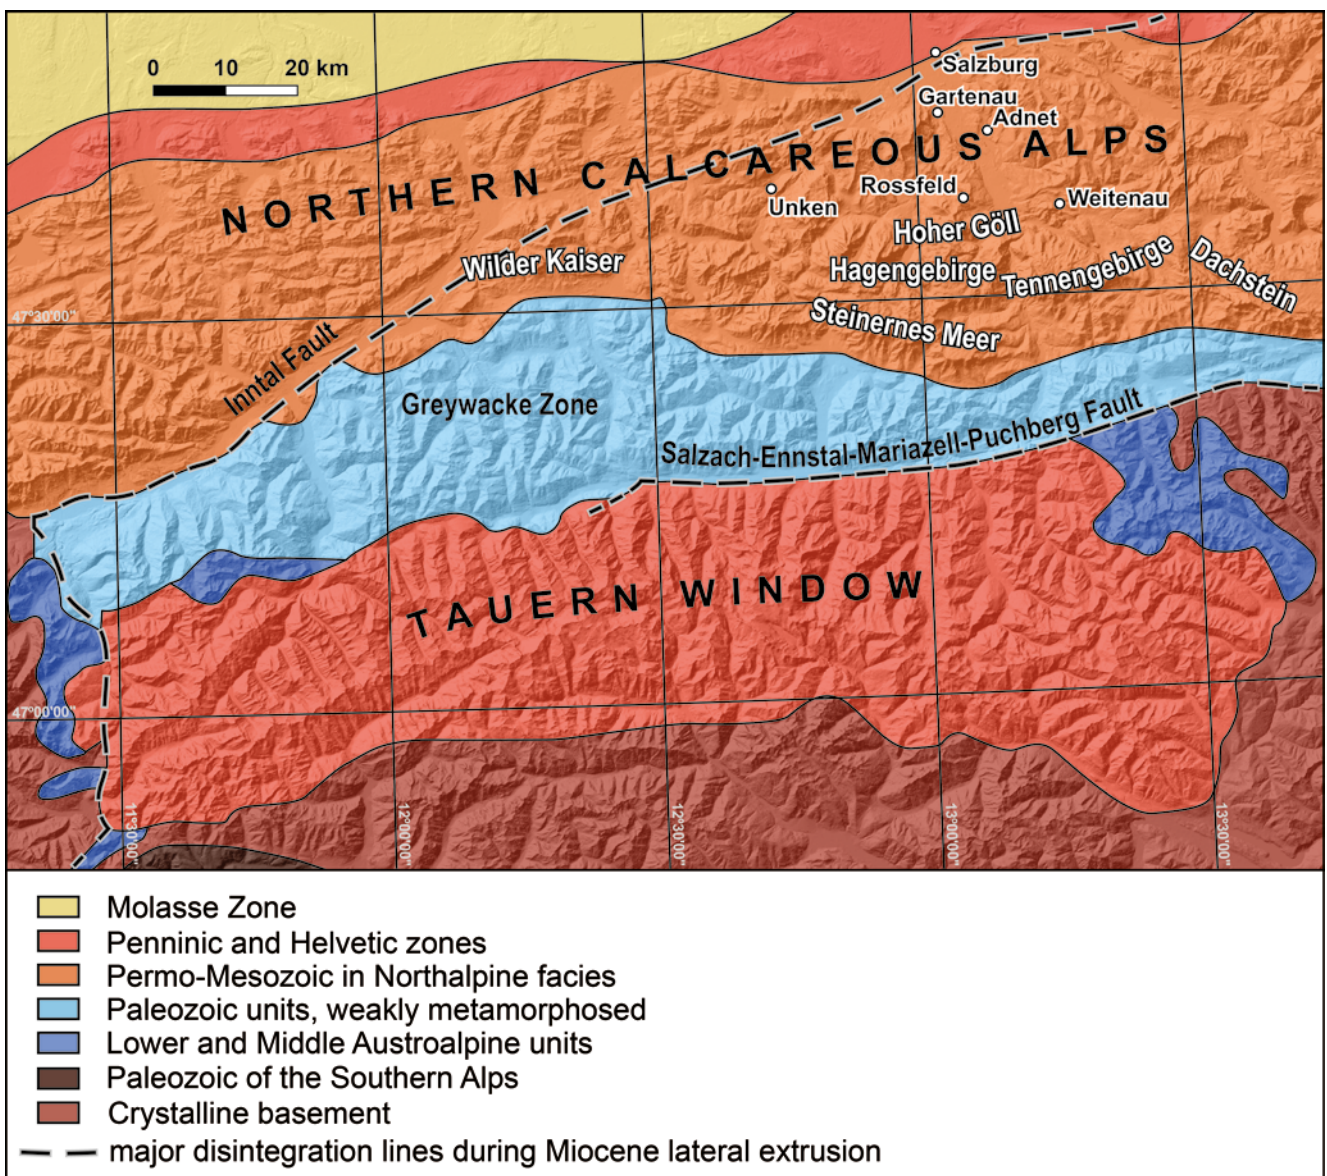 0 10 20 km
Salzburg
Gartenau
Adnet
NORTHERN CALCAREOUS ALPS
Unken
Rossfeld
Weitenau
Hoher Göll
Wilder Kaiser
Hagengebirge
Tennengebirge
Dachstein
47°30'00"
Steinernes Meer
Inntal Fault
Greywacke Zone
Salzach-Ennstal-Mariazell-Puchberg Fault
TAUERN WINDOW
47°00'00"
11°30'00"
12°00'00"
12°30'00"
13°00'00"
13°30'00"
Molasse Zone
Penninic and Helvetic zones
Permo-Mesozoic in Northalpine facies
Paleozoic units, weakly metamorphosed
Lower and Middle Austroalpine units
Paleozoic of the Southern Alps
Crystalline basement
major disintegration lines during Miocene lateral extrusion